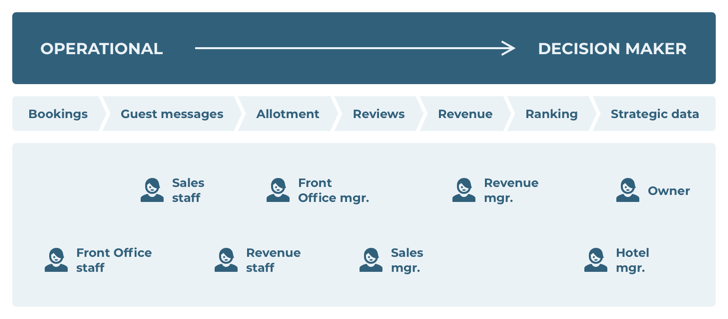 OPERATIONAL
DECISION MAKER
Bookings
Guest messages
Allotment
Reviews
Revenue
Ranking
Strategic data
Sales
staff
Front
Office mgr.
Revenue
mgr.
Owner
Front Office
staff
Revenue
staff
Sales
mgr.
Hotel
mgr.